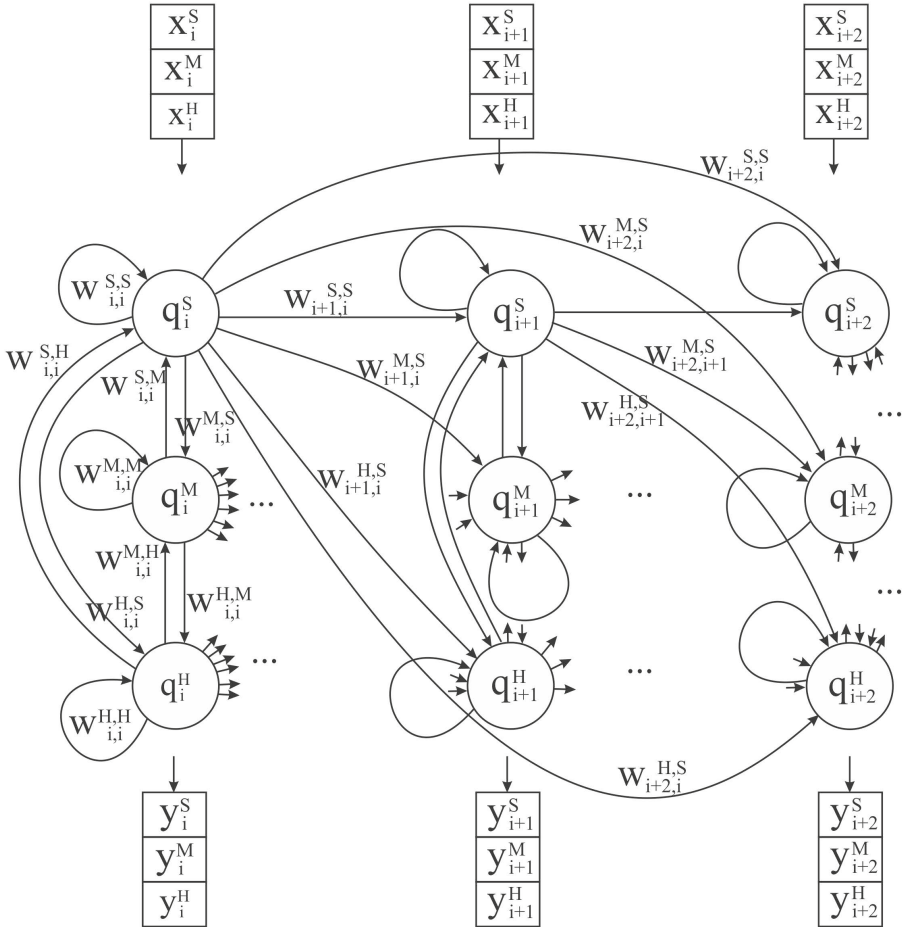 x_i^S x_{i+1}^S x_{i+2}^S
x_i^M x_{i+1}^M x_{i+2}^M
x_i^H x_{i+1}^H x_{i+2}^H
w_{i+2,i}^{S,S}
w_{i+2,i}^{M,S}
w_{i,i}^{S,S}
w_{i+1,i}^{S,S}
q_i^S q_{i+1}^S q_{i+2}^S
w_{i,i}^{S,H}
w_{i,i}^{S,M}
w_{i+1,i}^{M,S}
w_{i+2,i+1}^{M,S}
w_{i,i}^{M,S}
w_{i+2,i+1}^{H,S}
...
w_{i,i}^{M,M}
w_{i+1,i}^{H,S}
q_i^M ... q_{i+1}^M ... q_{i+2}^M
w_{i,i}^{M,H}
w_{i,i}^{H,S}
w_{i,i}^{H,M}
...
q_i^H ... q_{i+1}^H ... q_{i+2}^H
w_{i,i}^{H,H}
w_{i+2,i}^{H,S}
y_i^S y_{i+1}^S y_{i+2}^S
y_i^M y_{i+1}^M y_{i+2}^M
y_i^H y_{i+1}^H y_{i+2}^H